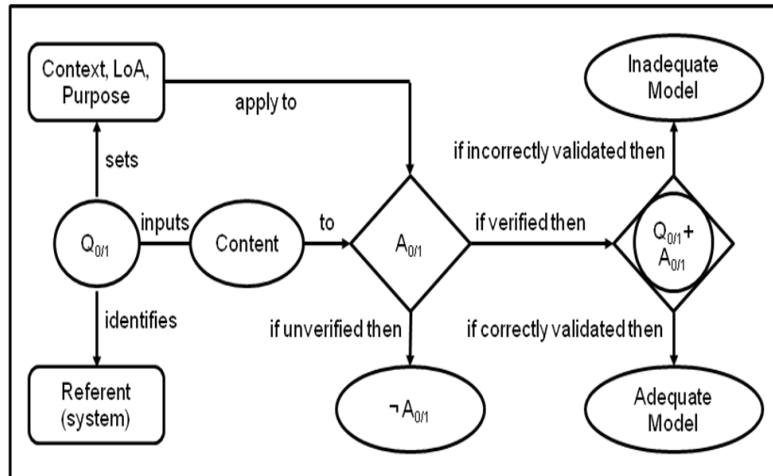 Context, LoA,
Purpose
apply to
sets
Inadequate
Model
if incorrectly validated then
Q0/1
inputs
Content
to
A0/1
if verified then
Q0/1+
A0/1
identifies
if unverified then
if correctly validated then
Referent
(system)
¬ A0/1
Adequate
Model